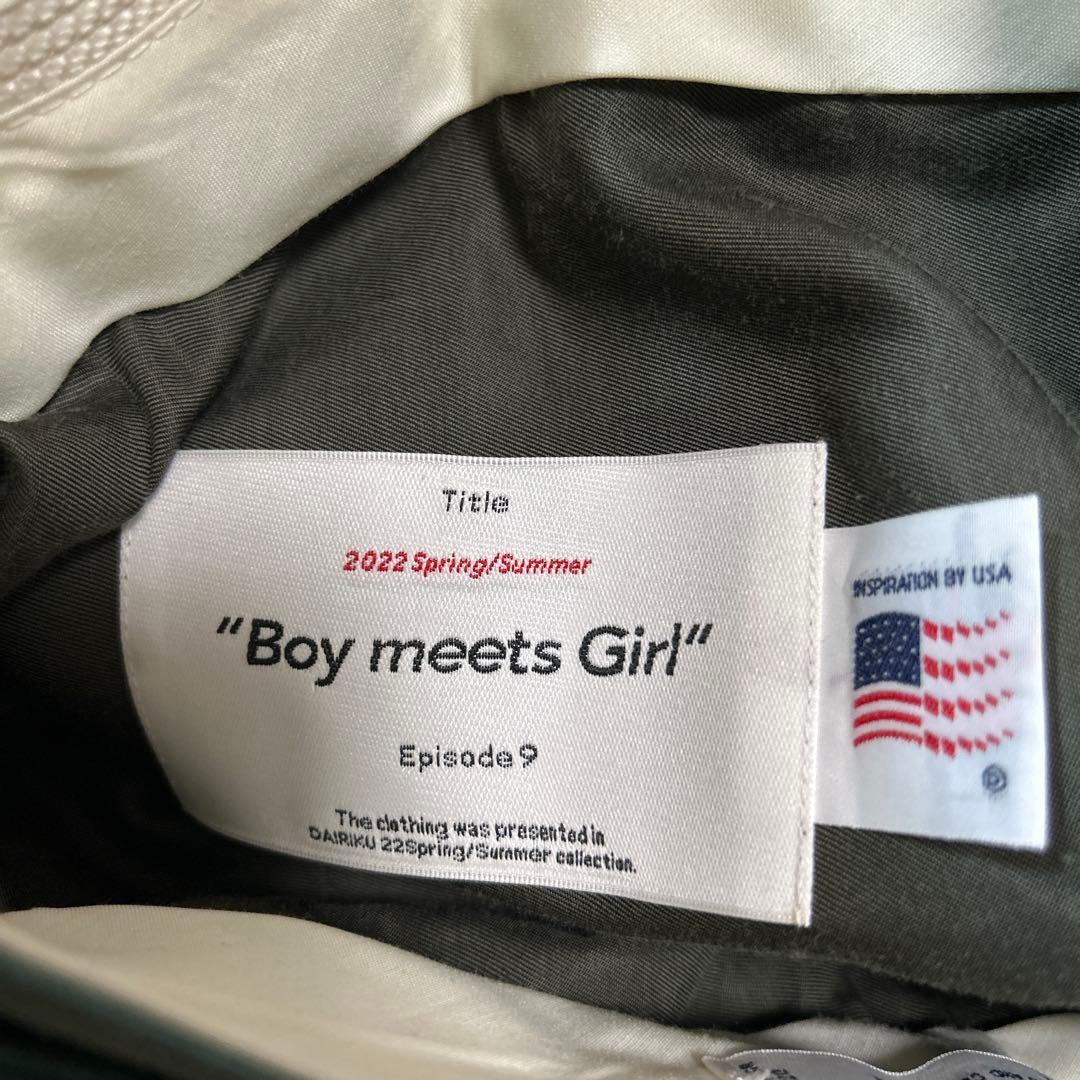 Title
2022 Spring/Summer
“Boy meets Girl“
Episode 9
The clothing was presented in
DAIRIKU 22Spring/Summer collection.
INSPIRATION BY USA